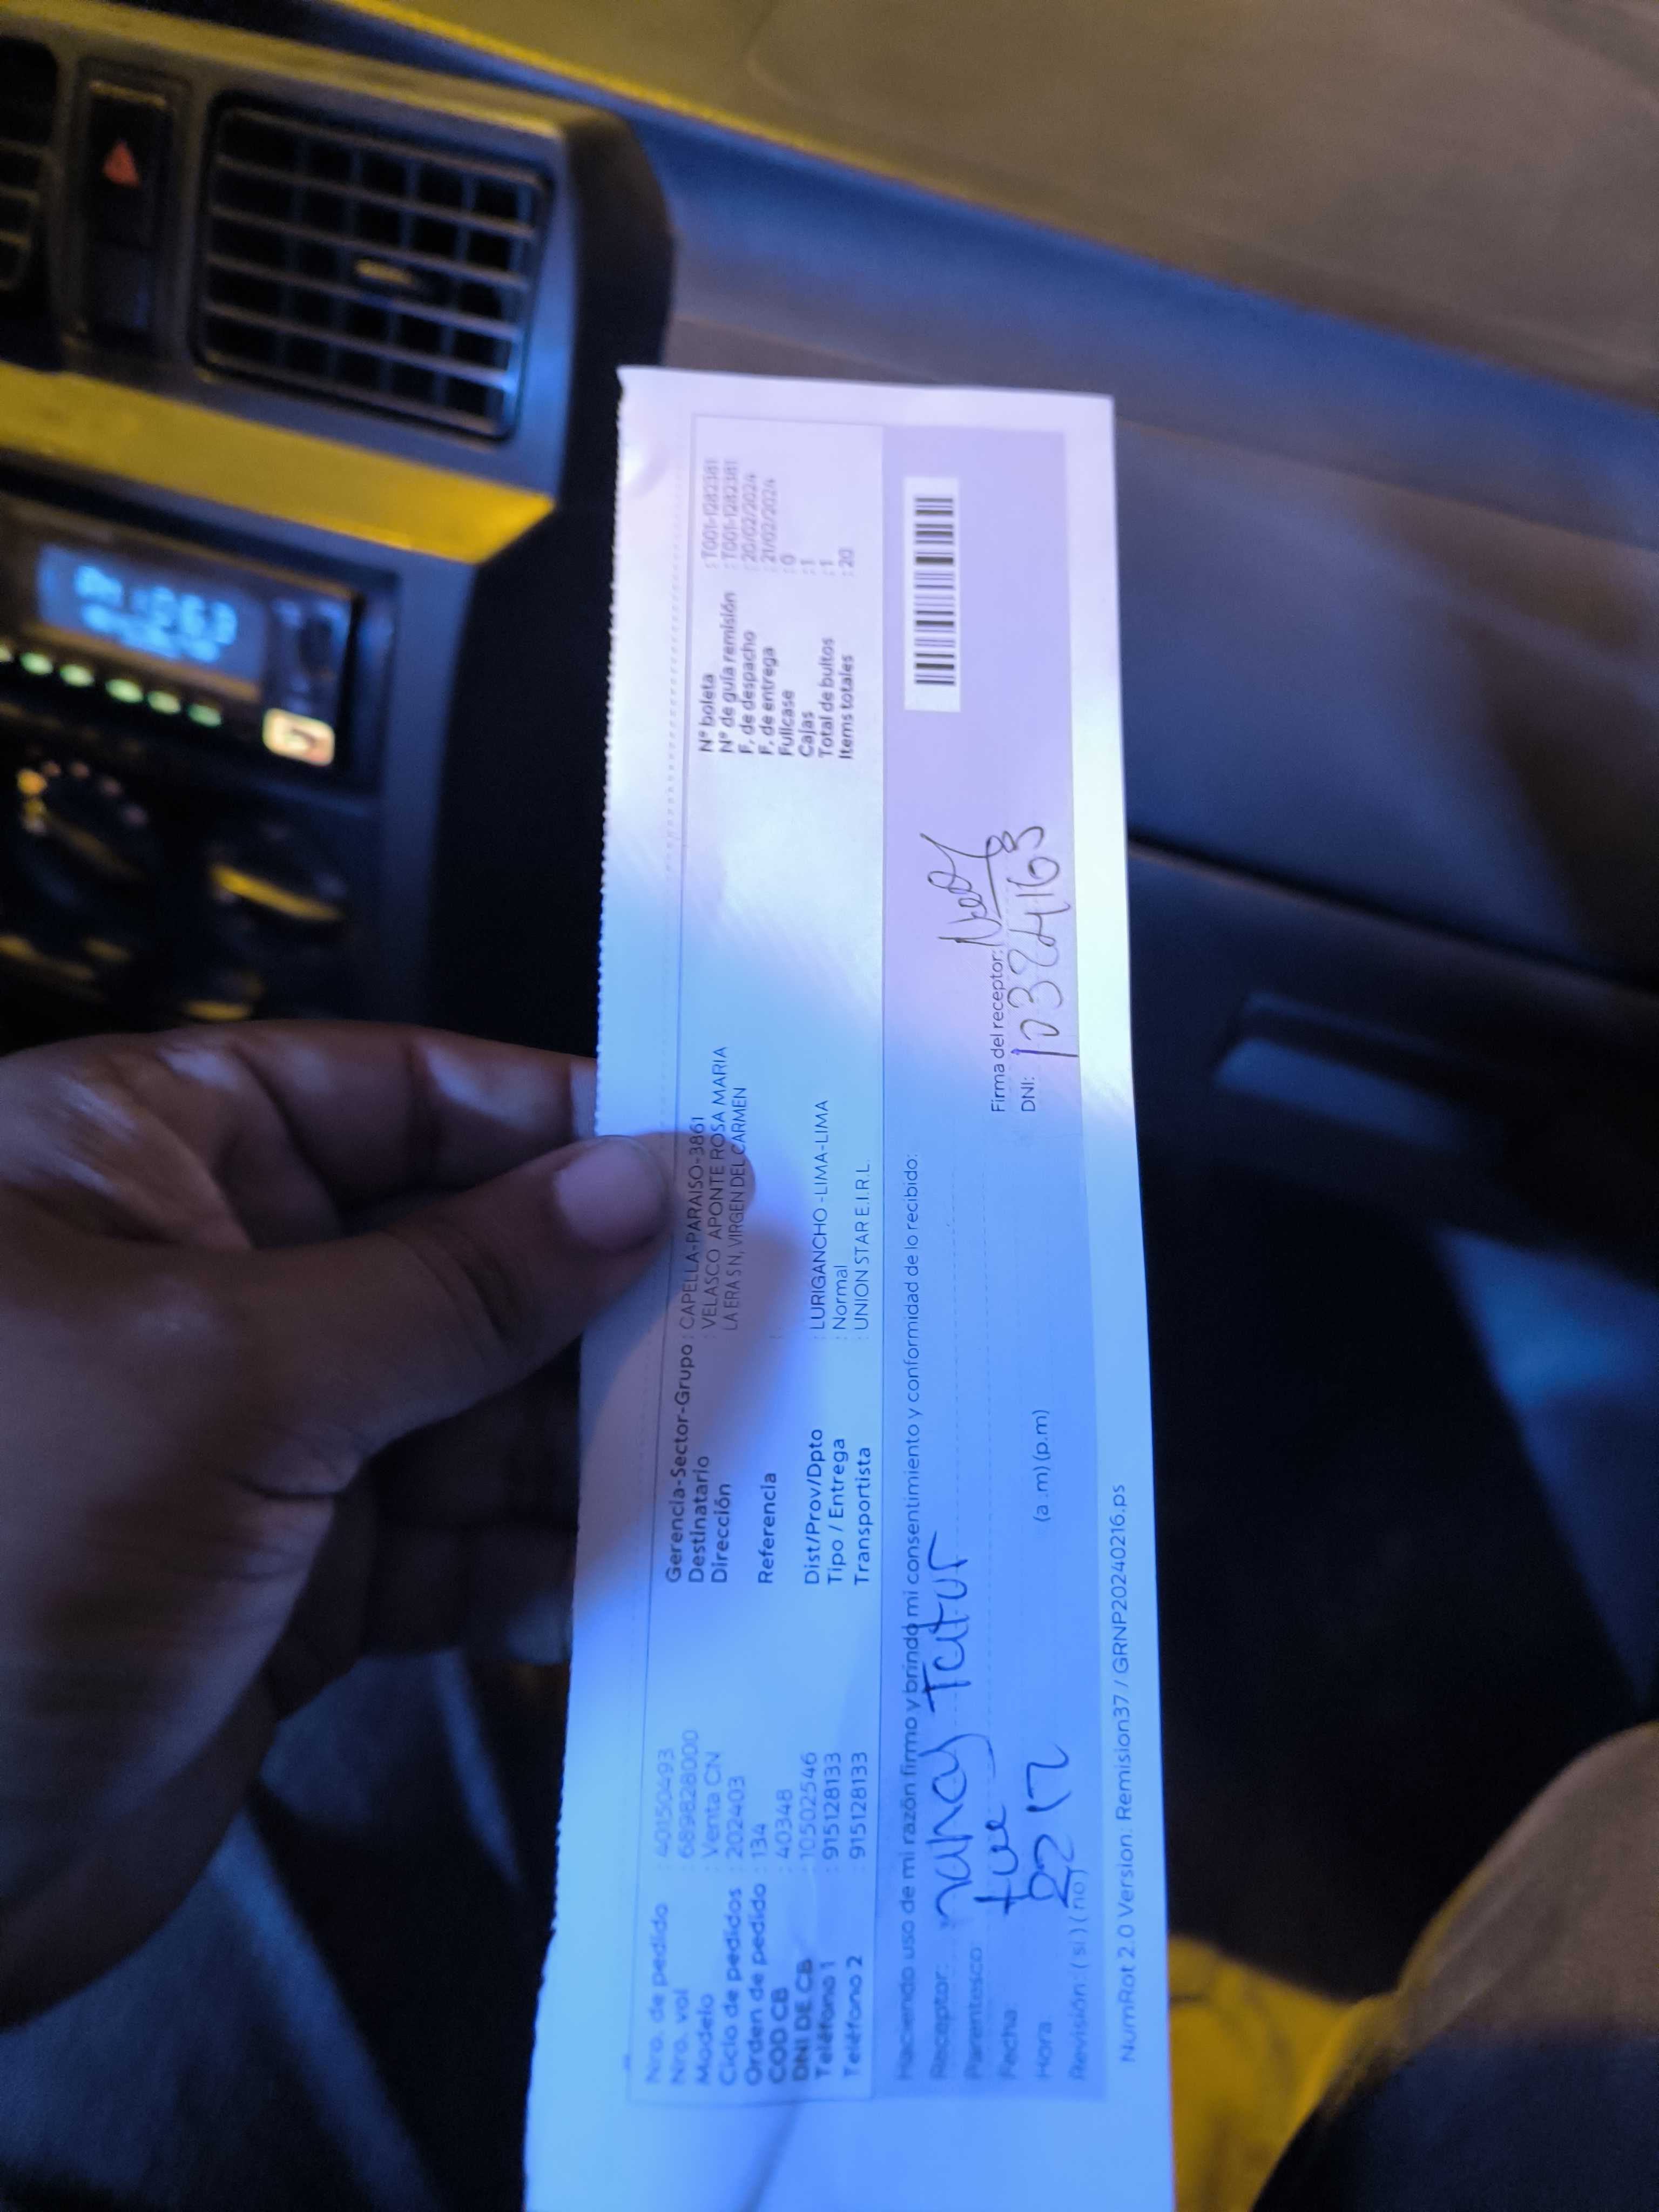 Nro. de pedido : 40150493
Nro. val : 689828000
Modelo : Venta CN
Ciclo de pedidos : 202403
Orden de pedido : 134
COD CB : 40348
DNI DE CB : 10502546
Teléfono 1 : 915128133
Teléfono 2 : 915128133
Gerencia-Sector-Grupo : CAPELLA-PARAISO-3861
Destinatario : VELASCO APONTE ROSA MARIA
Dirección : LA ERA S N, VIRGEN DEL CARMEN
Referencia :
Dist/Prov/Dpto : LURIGANCHO -LIMA-LIMA
Tipo / Entrega : Normal
Transportista : UNION STAR E.I.R.L.
N° boleta : T001-1282381
N° de guía remisión : T001-1282381
F. de despacho : 20/02/2024
F. de entrega : 21/02/2024
Fullcase : 0
Cajas : 1
Total de bultos : 1
Items totales : 20
Haciendo uso de mi razón firmo y brindo mi consentimiento y conformidad de lo recibido:
Receptor:
Parentesco:
Fecha
Hora (a .m) (p.m)
Revisión: ( si ) ( no )
Firma del receptor:
DNI: 10324163
NumRot 2.0 Version: Remision37 / GRNP20240216.ps